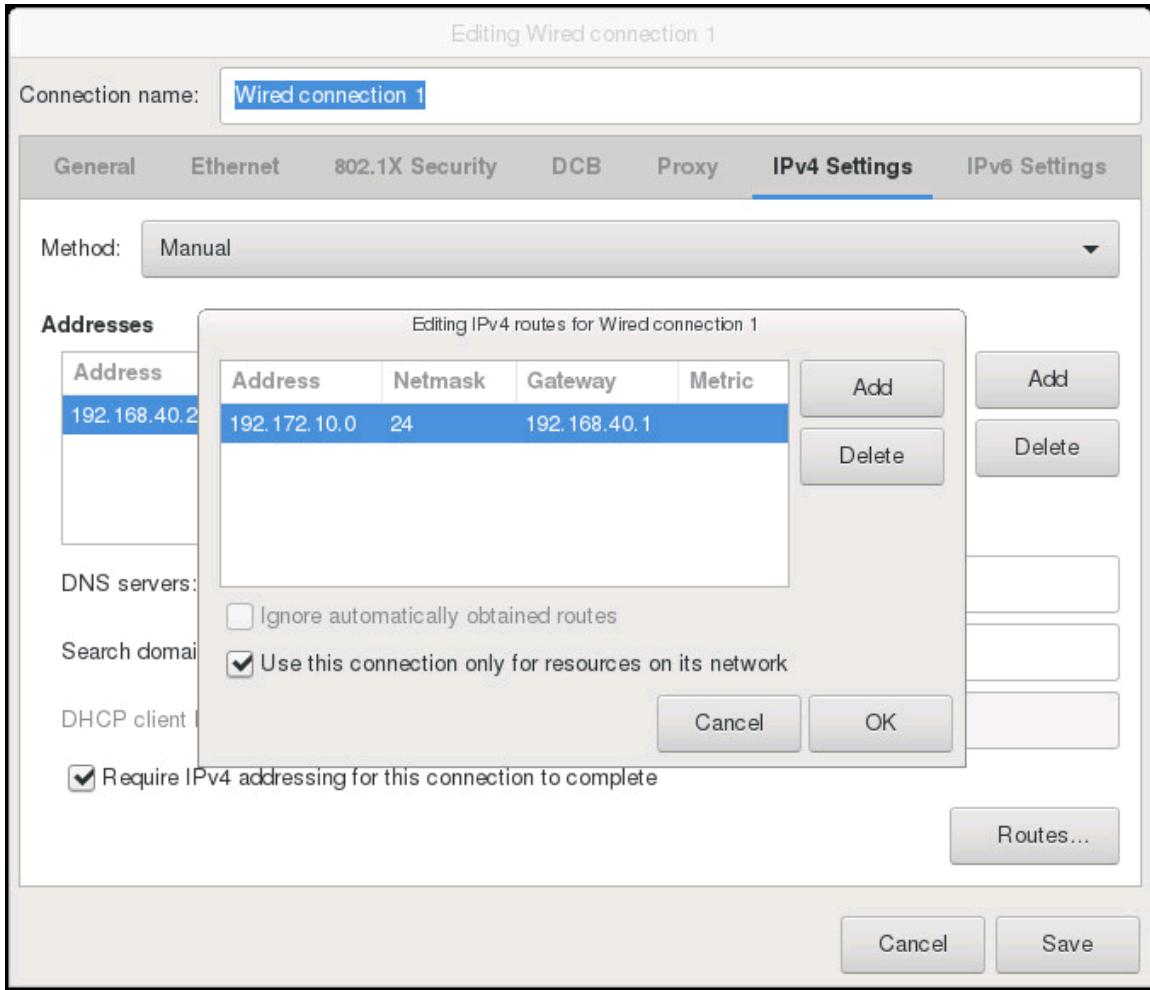 Editing Wired connection 1
Connection name: Wired connection 1
General Ethernet 802.1X Security DCB Proxy IPv4 Settings IPv6 Settings
Method: Manual
Addresses
Address
192.168.40.2
Add
Delete
Editing IPv4 routes for Wired connection 1
Address Netmask Gateway Metric
192.172.10.0 24 192.168.40.1
Add
Delete
Ignore automatically obtained routes
Use this connection only for resources on its network
Cancel OK
DNS servers:
Search domai
DHCP client
Require IPv4 addressing for this connection to complete
Routes...
Cancel Save